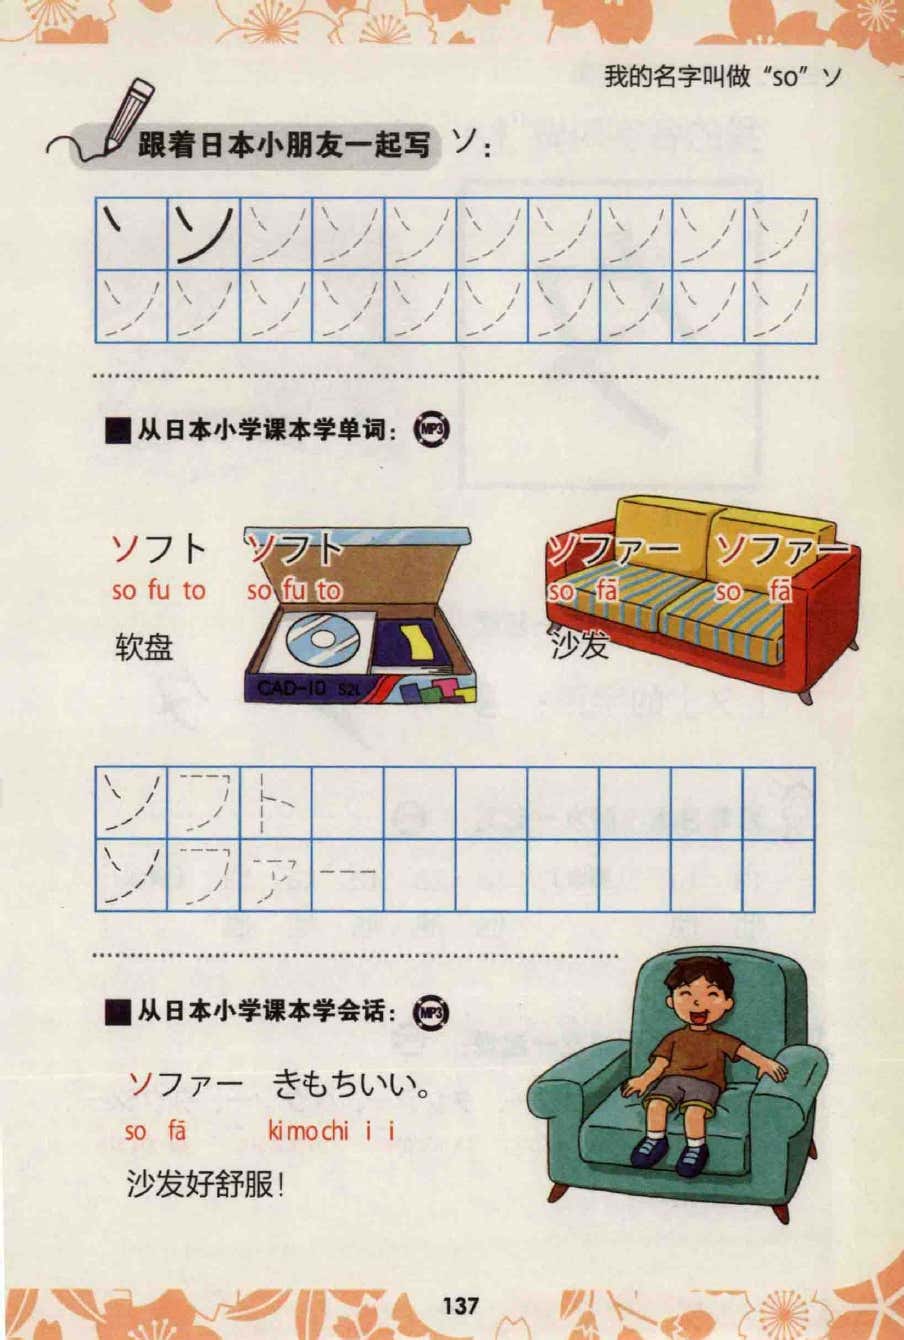 我的名字叫做“so”ソ
跟着日本小朋友一起写 ソ：
ソ ソ ソ ソ ソ ソ ソ ソ ソ
ソ ソ ソ ソ ソ ソ ソ ソ ソ ソ
从日本小学课本学单词： MP3
ソフト ソフト ソファー ソファー
so fu to so fu to so fā so fā
软盘 沙发
CAD-10 S2L
ソフト
ソファー
从日本小学课本学会话： MP3
ソファー きもちいい。
so fā ki mo chi i i
沙发好舒服！
137